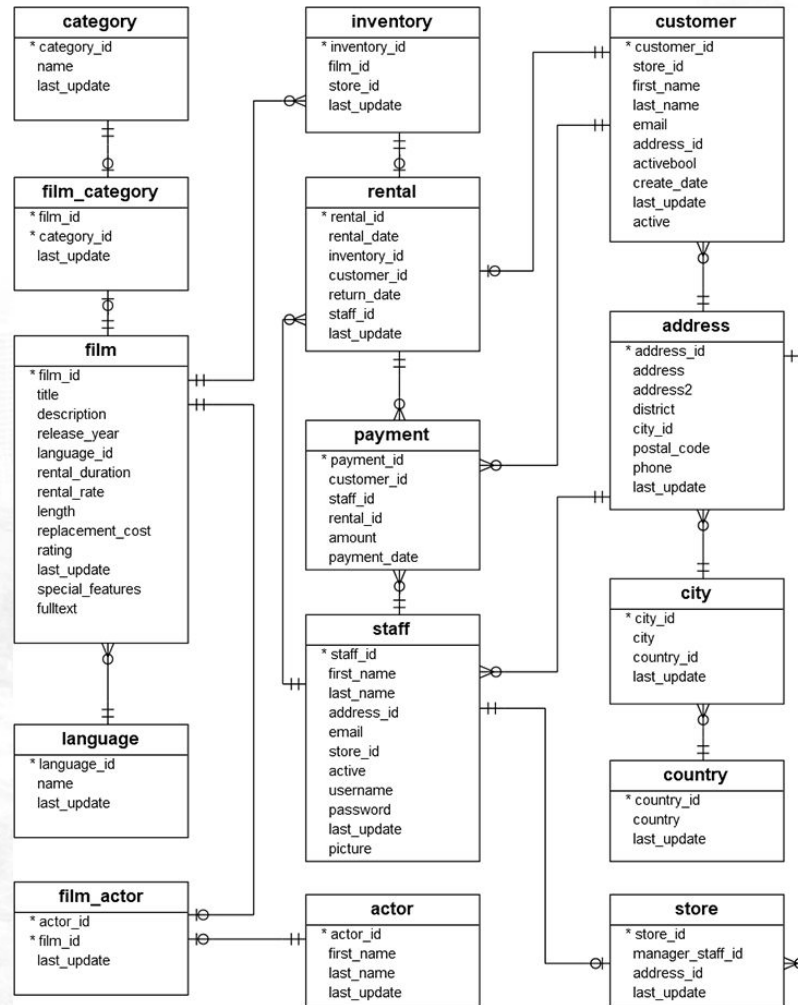 category
* category_id
name
last_update
film_category
* film_id
* category_id
last_update
film
* film_id
title
description
release_year
language_id
rental_duration
rental_rate
length
replacement_cost
rating
last_update
special_features
fulltext
language
* language_id
name
last_update
film_actor
* actor_id
* film_id
last_update
inventory
* inventory_id
film_id
store_id
last_update
rental
* rental_id
rental_date
inventory_id
customer_id
return_date
staff_id
last_update
payment
* payment_id
customer_id
staff_id
rental_id
amount
payment_date
staff
* staff_id
first_name
last_name
address_id
email
store_id
active
username
password
last_update
picture
actor
* actor_id
first_name
last_name
last_update
customer
* customer_id
store_id
first_name
last_name
email
address_id
activebool
create_date
last_update
active
address
* address_id
address
address2
district
city_id
postal_code
phone
last_update
city
* city_id
city
country_id
last_update
country
* country_id
country
last_update
store
* store_id
manager_staff_id
address_id
last_update